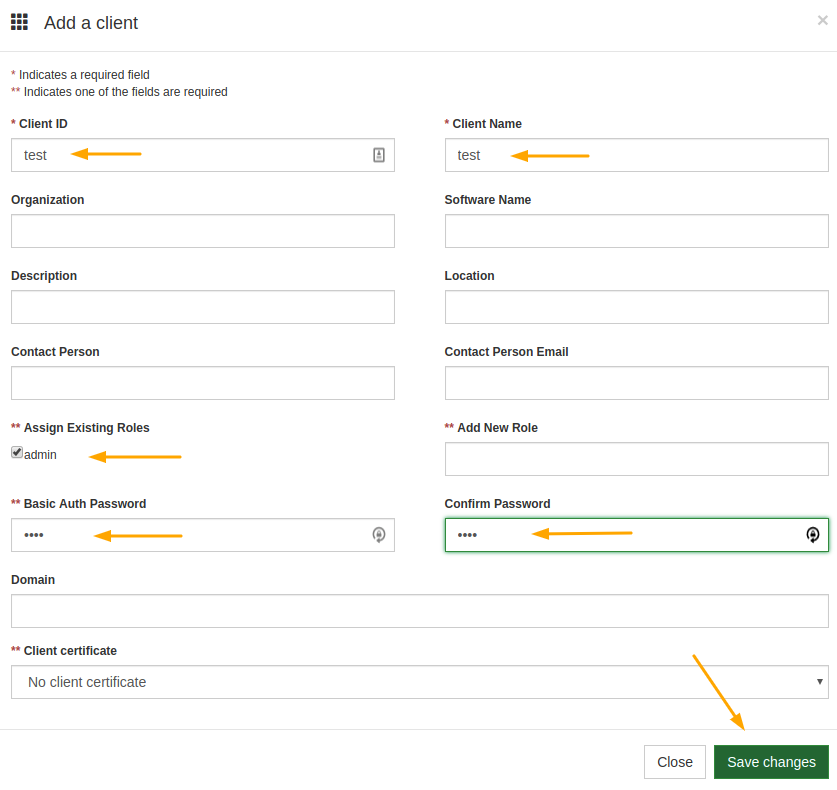 Add a client ×
* Indicates a required field
** Indicates one of the fields are required
* Client ID * Client Name
test test
Organization Software Name
Description Location
Contact Person Contact Person Email
** Assign Existing Roles ** Add New Role
admin
** Basic Auth Password Confirm Password
•••• ••••
Domain
** Client certificate
No client certificate
Close Save changes